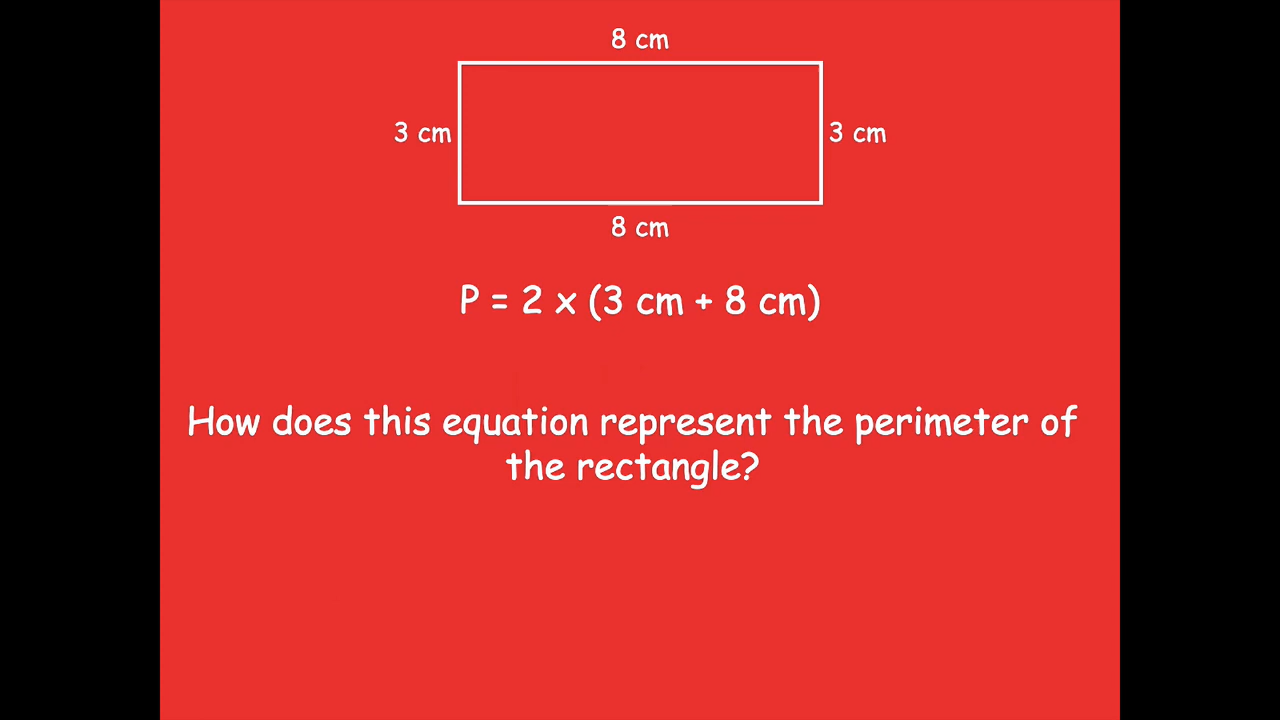 8 cm
3 cm 3 cm
8 cm
P = 2 x (3 cm + 8 cm)
How does this equation represent the perimeter of
the rectangle?